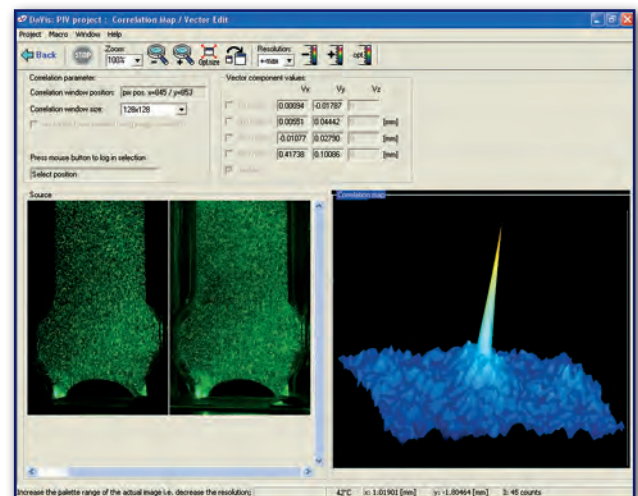 DaVis: PIV project : Correlation Map / Vector Edit
Project Macro Window Help
Back STOP Zoom: 100% Opt.size Resolution: +-max opt
Correlation parameter:
Correlation window position: pix pos. x=845 / y=853
Correlation window size: 128x128
Press mouse button to log in selection
Select position
Vector component values:
Vx Vy Vz
0.00094 -0.01787
0.00551 0.04442 [mm]
-0.01077 0.02790 [mm]
0.41738 0.10086 [mm]
Source
Correlation map
Increase the palette range of the actual image i.e. decrease the resolution;
42°C x: 1.01901 [mm] y: -1.80464 [mm] I: 45 counts